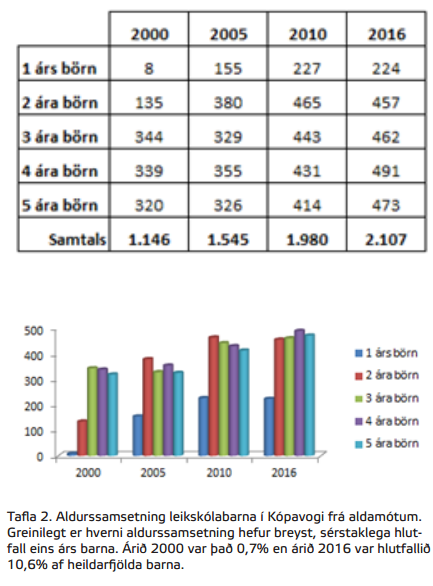 2000 2005 2010 2016
1 árs börn 8 155 227 224
2 ára börn 135 380 465 457
3 ára börn 344 329 443 462
4 ára börn 339 355 431 491
5 ára börn 320 326 414 473
Samtals 1.146 1.545 1.980 2.107
500
400
300
200
100
0
2000 2005 2010 2016
1 árs börn
2 ára börn
3 ára börn
4 ára börn
5 ára börn
Tafla 2. Aldurssamsetning leikskólabarna í Kópavogi frá aldamótum.
Greinilegt er hverni aldurssamsetning hefur breyst, sérstaklega hlut-
fall eins árs barna. Árið 2000 var það 0,7% en árið 2016 var hlutfallið
10,6% af heildarfjölda barna.